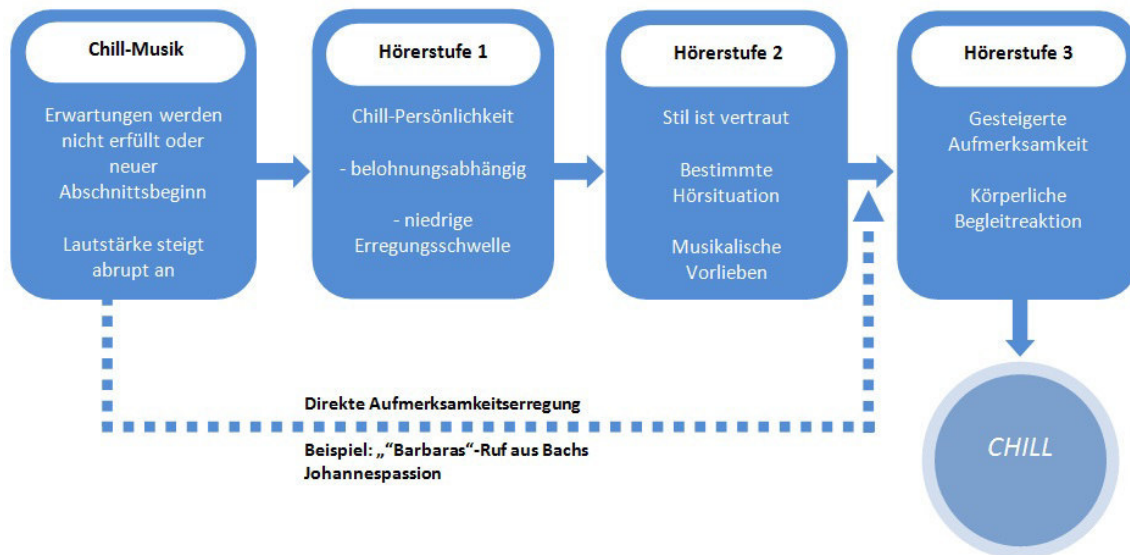 Chill-Musik
Erwartungen werden
nicht erfüllt oder
neuer
Abschnittsbeginn
Lautstärke steigt
abrupt an
Hörerstufe 1
Chill-Persönlichkeit
- belohnungsabhängig
- niedrige
Erregungsschwelle
Hörerstufe 2
Stil ist vertraut
Bestimmte
Hörsituation
Musikalische
Vorlieben
Hörerstufe 3
Gesteigerte
Aufmerksamkeit
Körperliche
Begleitreaktion
Direkte Aufmerksamkeitserregung
Beispiel: „“Barbaras“-Ruf aus Bachs
Johannespassion
CHILL